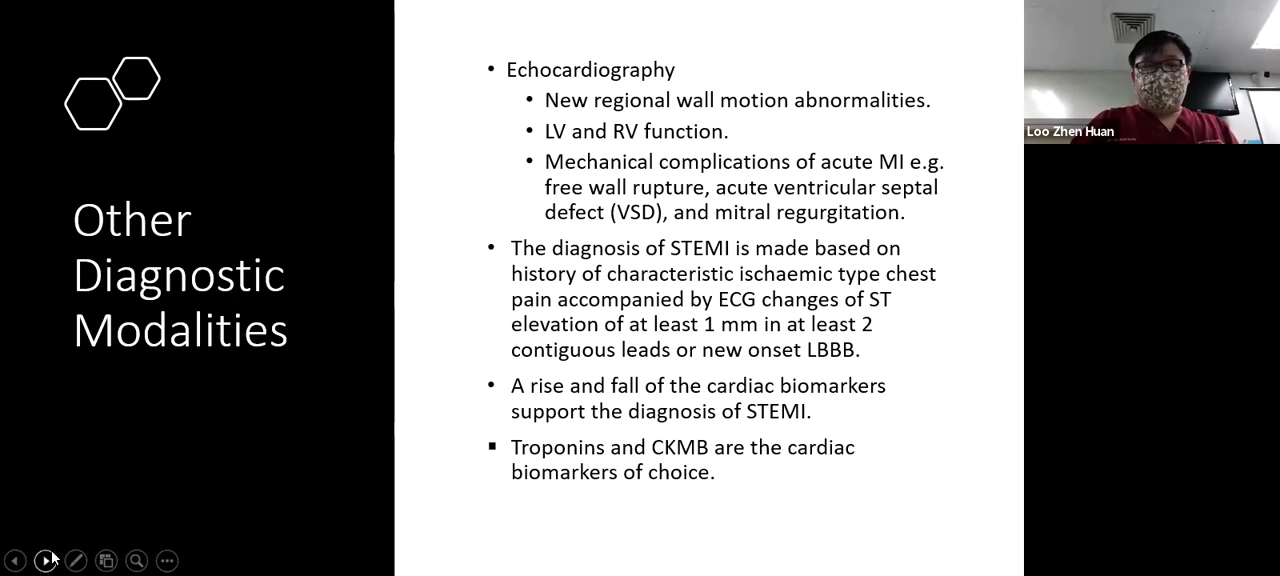 Other
Diagnostic
Modalities
• Echocardiography
• New regional wall motion abnormalities.
• LV and RV function.
• Mechanical complications of acute MI e.g.
free wall rupture, acute ventricular septal
defect (VSD), and mitral regurgitation.
• The diagnosis of STEMI is made based on
history of characteristic ischaemic type chest
pain accompanied by ECG changes of ST
elevation of at least 1 mm in at least 2
contiguous leads or new onset LBBB.
• A rise and fall of the cardiac biomarkers
support the diagnosis of STEMI.
▪ Troponins and CKMB are the cardiac
biomarkers of choice.
Loo Zhen Huan